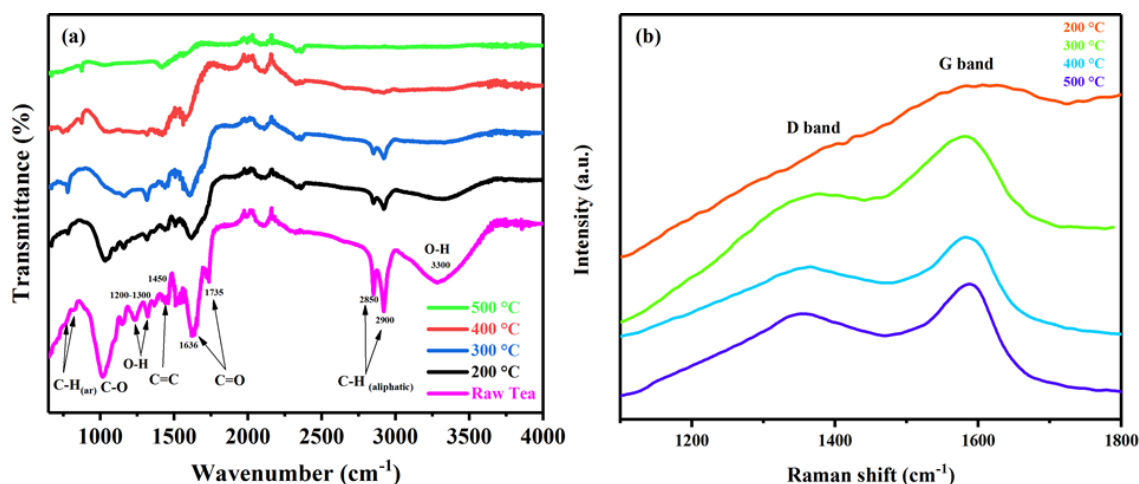 (a)
Transmittance (%)
O-H
3300
1450
1735
1200-1300
2850
2900
1636
O-H
C-H(ar) C-O
C=C
C=O
C-H (aliphatic)
500 °C
400 °C
300 °C
200 °C
Raw Tea
1000 1500 2000 2500 3000 3500 4000
Wavenumber (cm-1)
(b)
200 °C
300 °C
400 °C
500 °C
G band
D band
Intensity (a.u.)
1200 1400 1600 1800
Raman shift (cm-1)